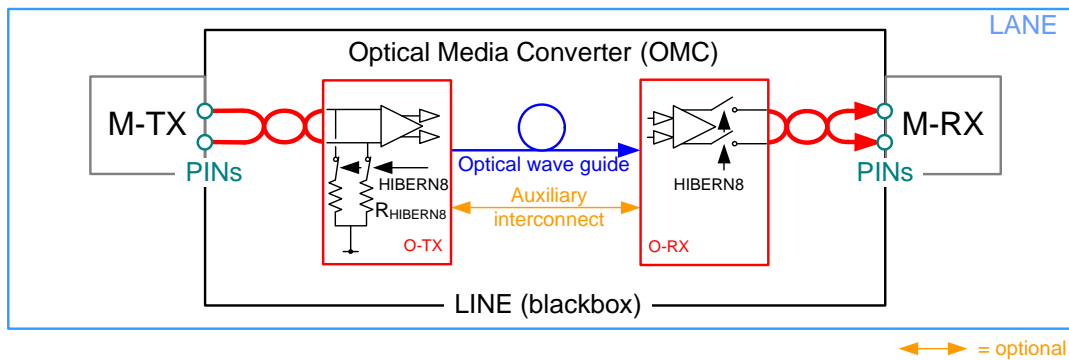 LANE
Optical Media Converter (OMC)
M-TX
M-RX
PINs
PINs
Optical wave guide
HIBERN8
HIBERN8
Auxiliary
interconnect
RHIBERN8
O-TX
O-RX
LINE (blackbox)
= optional